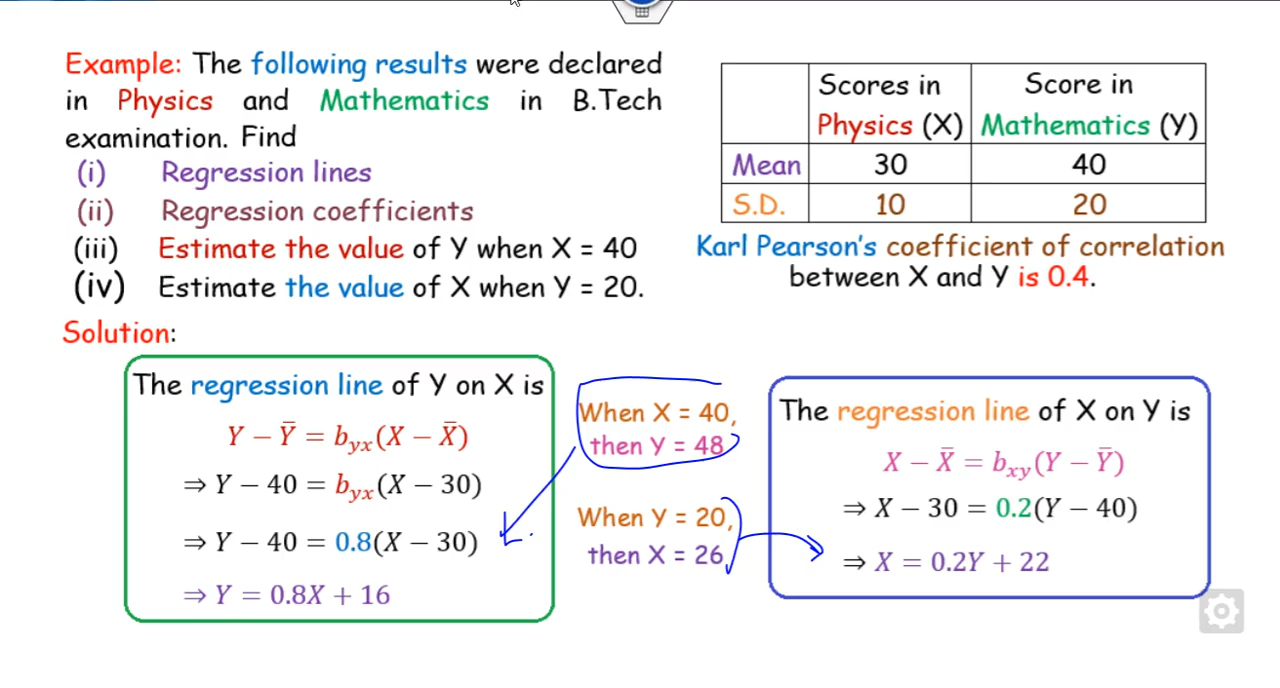 Example: The following results were declared
in Physics and Mathematics in B.Tech
examination. Find
(i) Regression lines
(ii) Regression coefficients
(iii) Estimate the value of Y when X = 40
(iv) Estimate the value of X when Y = 20.
Scores in Physics (X) Score in Mathematics (Y)
Mean 30 40
S.D. 10 20
Karl Pearson's coefficient of correlation
between X and Y is 0.4.
Solution:
The regression line of Y on X is
Y − Ȳ = b_yx(X − X̄)
⇒ Y − 40 = b_yx(X − 30)
⇒ Y − 40 = 0.8(X − 30)
⇒ Y = 0.8X + 16
When X = 40,
then Y = 48
When Y = 20,
then X = 26
The regression line of X on Y is
X − X̄ = b_xy(Y − Ȳ)
⇒ X − 30 = 0.2(Y − 40)
⇒ X = 0.2Y + 22